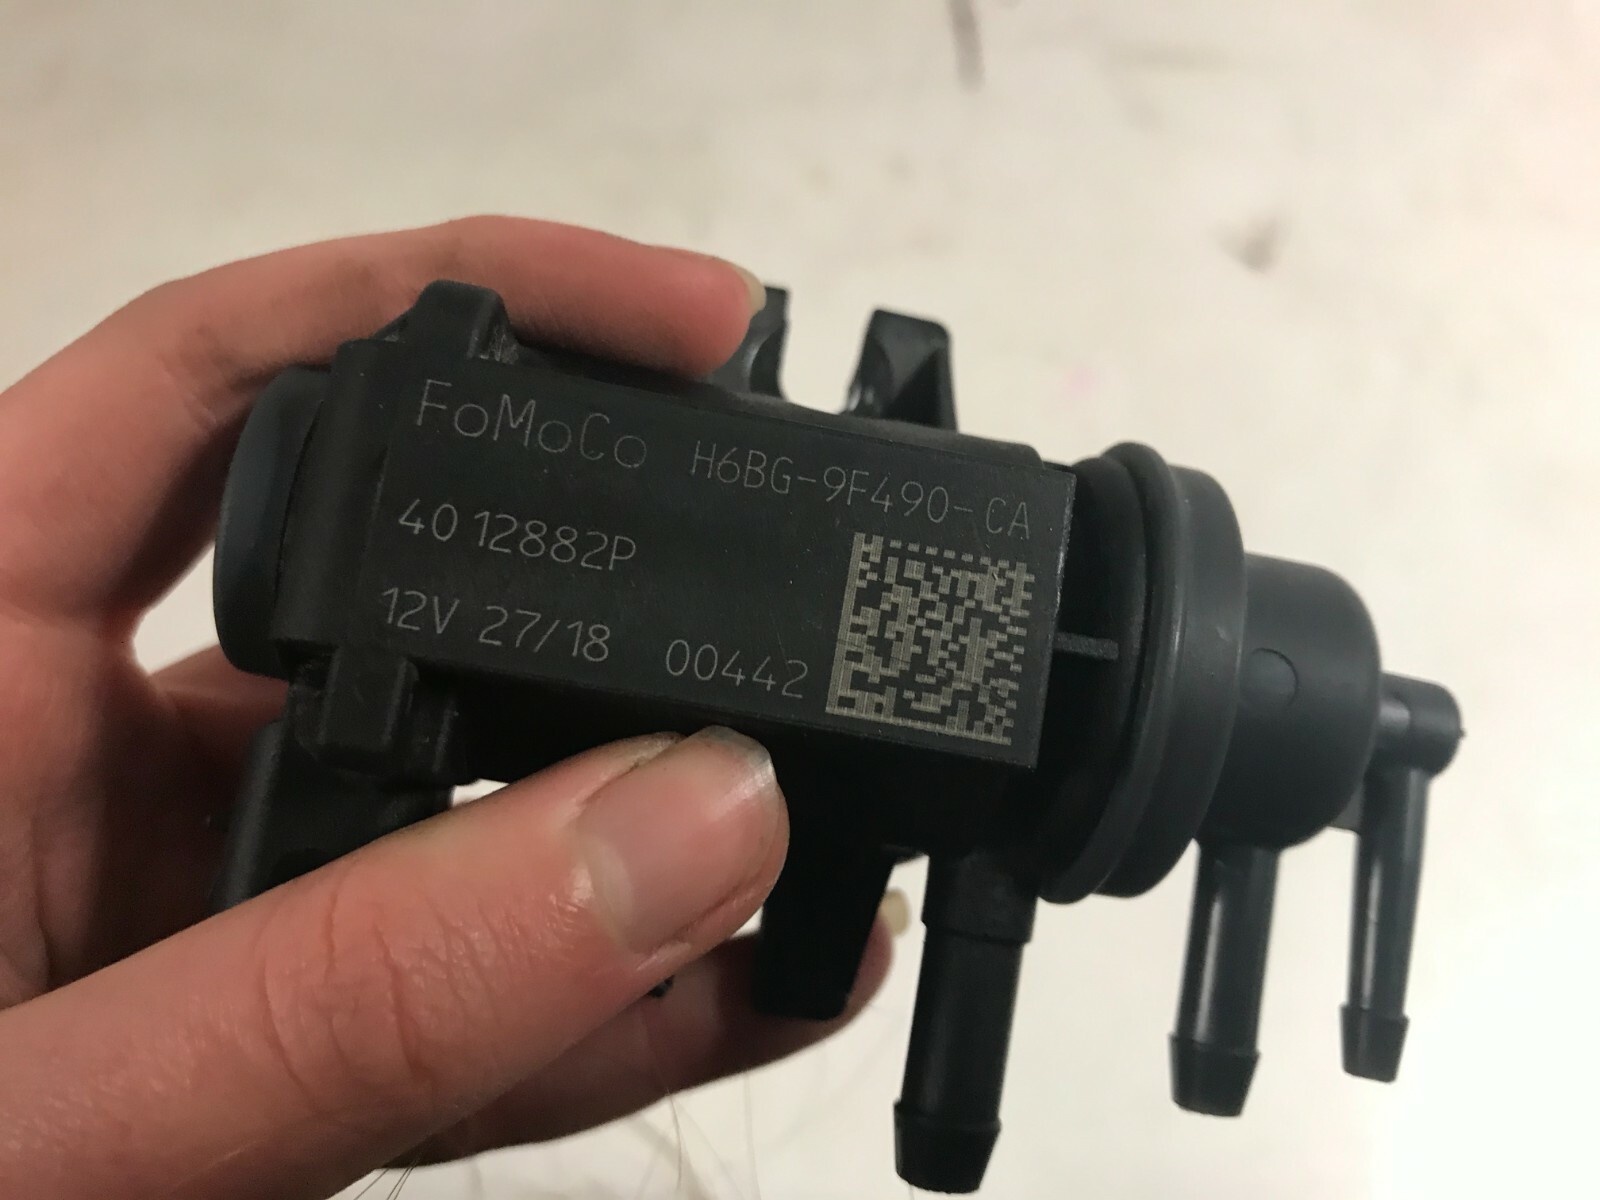 FoMoCo H6BG-9F490-CA
40 12882P
12V 27/18 00442